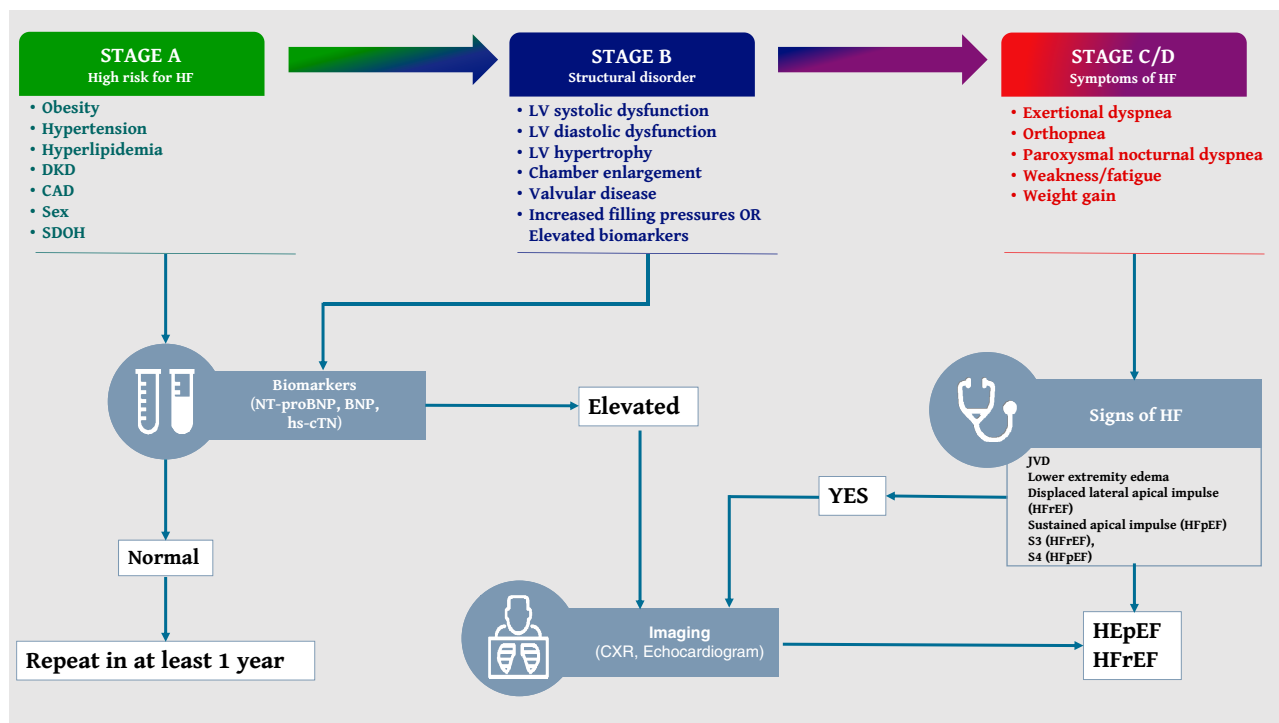 STAGE A
High risk for HF
• Obesity
• Hypertension
• Hyperlipidemia
• DKD
• CAD
• Sex
• SDOH
STAGE B
Structural disorder
• LV systolic dysfunction
• LV diastolic dysfunction
• LV hypertrophy
• Chamber enlargement
• Valvular disease
• Increased filling pressures OR
Elevated biomarkers
STAGE C/D
Symptoms of HF
• Exertional dyspnea
• Orthopnea
• Paroxysmal nocturnal dyspnea
• Weakness/fatigue
• Weight gain
Biomarkers
(NT-proBNP, BNP,
hs-cTN)
Elevated
Signs of HF
JVD
Lower extremity edema
Displaced lateral apical impulse
(HFrEF)
Sustained apical impulse (HFpEF)
S3 (HFrEF),
S4 (HFpEF)
YES
Normal
Repeat in at least 1 year
Imaging
(CXR, Echocardiogram)
HEpEF
HFrEF